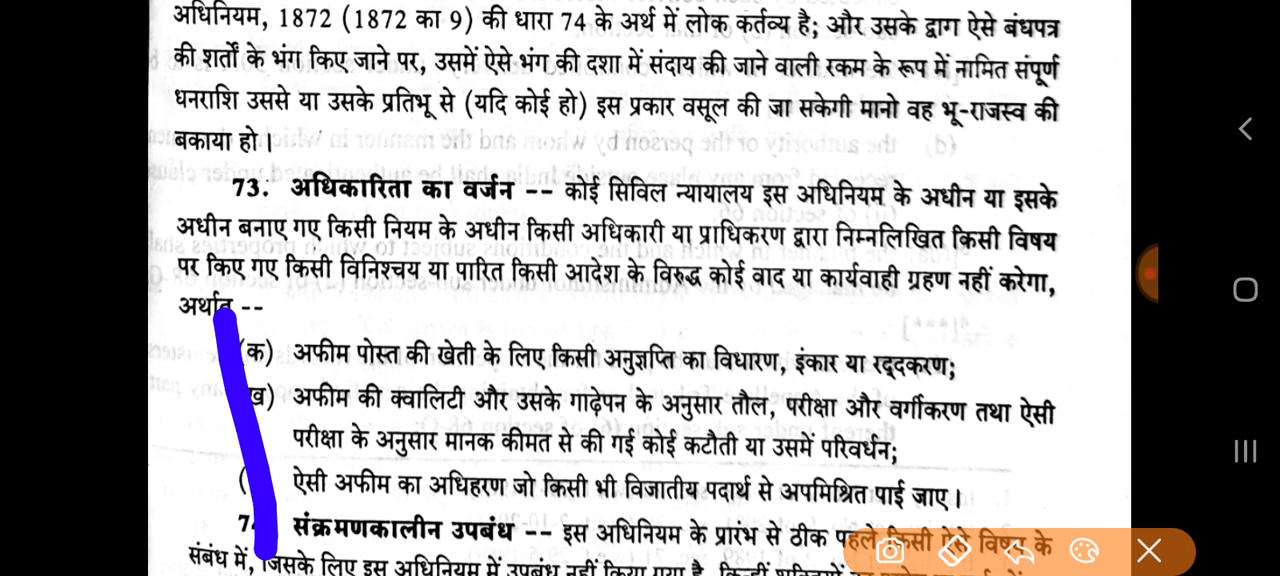 अधिनियम, 1872 (1872 का 9) की धारा 74 के अर्थ में लोक कर्तव्य है; और उसके द्वाग ऐसे बंधपत्र
की शर्तों के भंग किए जाने पर, उसमें ऐसे भंग की दशा में संदाय की जाने वाली रकम के रूप में नामित संपूर्ण
धनराशि उससे या उसके प्रतिभू से (यदि कोई हो) इस प्रकार वसूल की जा सकेगी मानो वह भू-राजस्व की
बकाया हो।
73. अधिकारिता का वर्जन -- कोई सिविल न्यायालय इस अधिनियम के अधीन या इसके
अधीन बनाए गए किसी नियम के अधीन किसी अधिकारी या प्राधिकरण द्वारा निम्नलिखित किसी विषय
पर किए गए किसी विनिश्चय या पारित किसी आदेश के विरुद्ध कोई वाद या कार्यवाही ग्रहण नहीं करेगा,
अर्थात --
(क) अफीम पोस्त की खेती के लिए किसी अनुज्ञप्ति का विधारण, इंकार या रद्दकरण;
ख) अफीम की क्वालिटी और उसके गाढ़ेपन के अनुसार तौल, परीक्षा और वर्गीकरण तथा ऐसी
परीक्षा के अनुसार मानक कीमत से की गई कोई कटौती या उसमें परिवर्धन;
ऐसी अफीम का अधिहरण जो किसी भी विजातीय पदार्थ से अपमिश्रित पाई जाए।
संक्रमणकालीन उपबंध -- इस अधिनियम के प्रारंभ से ठीक पहले किसी ऐसे विषय के
संबंध में, जिसके लिए इस अधिनियम में उपबंध नहीं किया गया है,